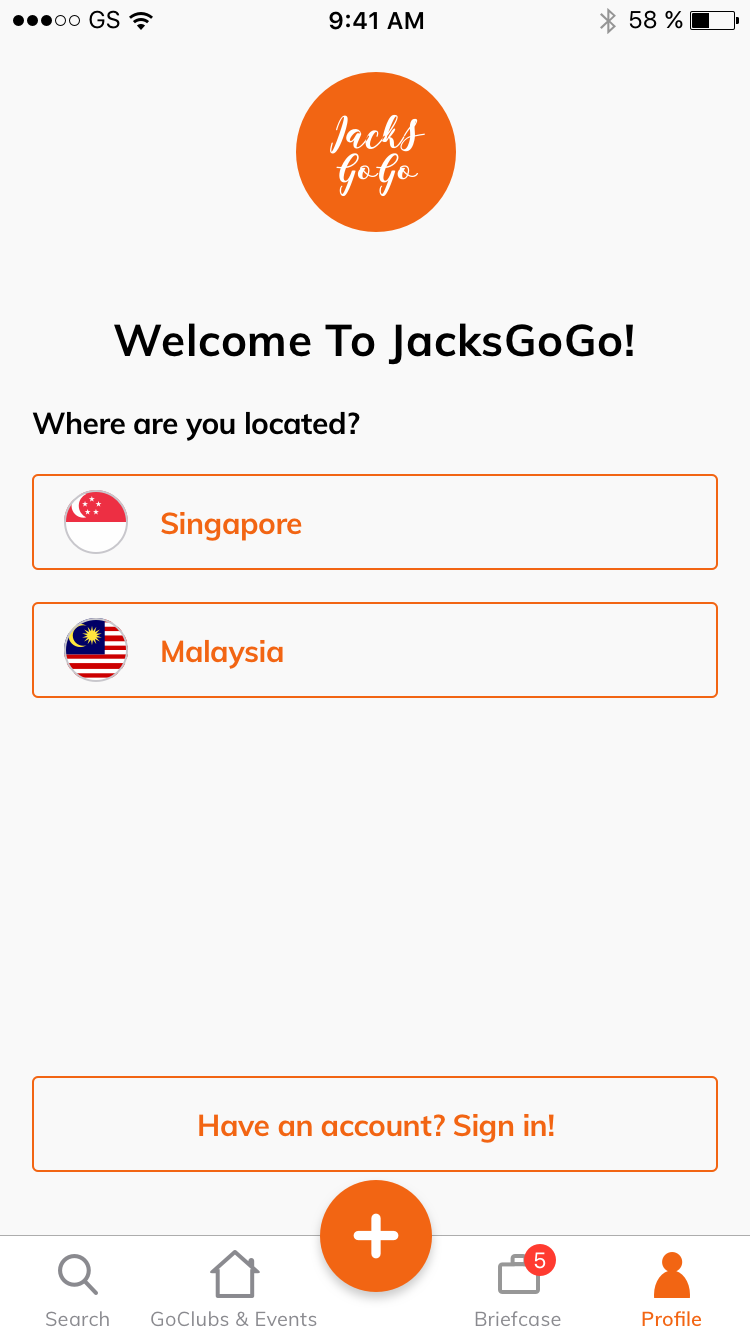 GS 9:41 AM 58 %
Jacks
GoGo
Welcome To JacksGoGo!
Where are you located?
Singapore
Malaysia
Have an account? Sign in!
5
Search GoClubs & Events Briefcase Profile